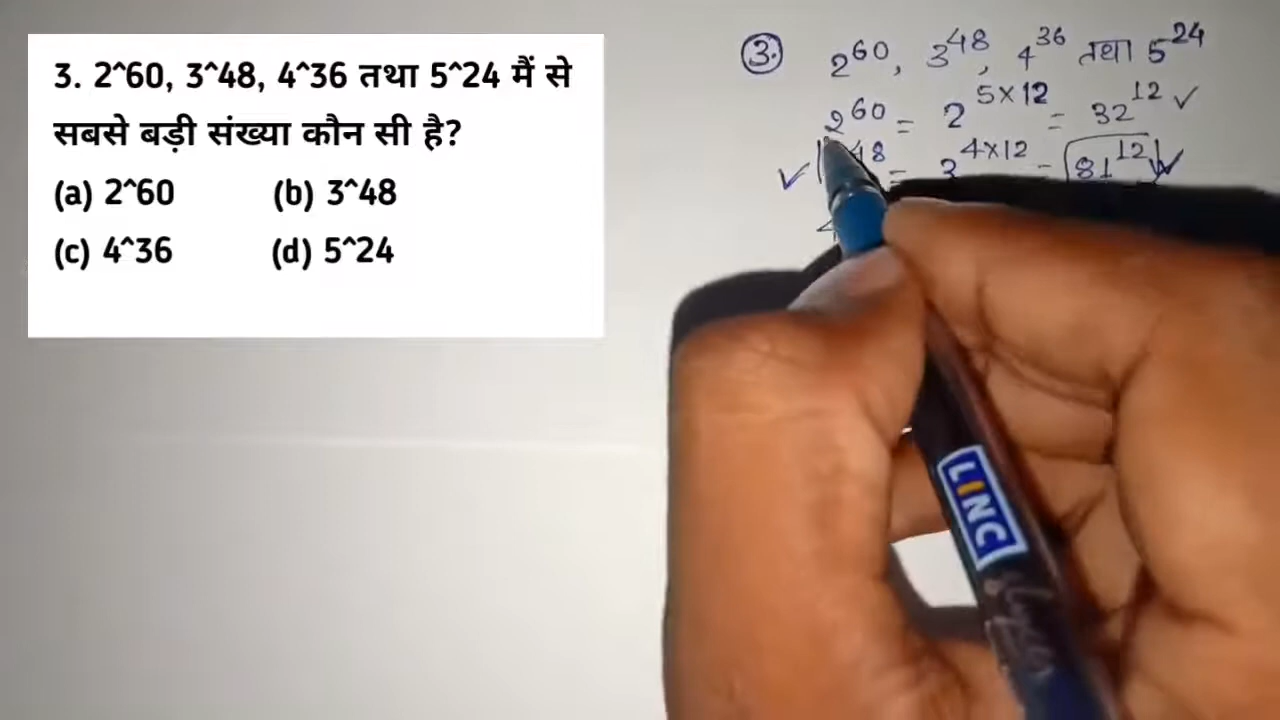 3. 2^60, 3^48, 4^36 तथा 5^24 मैं से
सबसे बड़ी संख्या कौन सी है?
(a) 2^60 (b) 3^48
(c) 4^36 (d) 5^24
3. 2^60, 3^48, 4^36 तथा 5^24
2^60 = 2^5×12 = 32^12 ✓
✓ 48 = 3^4×12 = 81^12 ✓
LINC